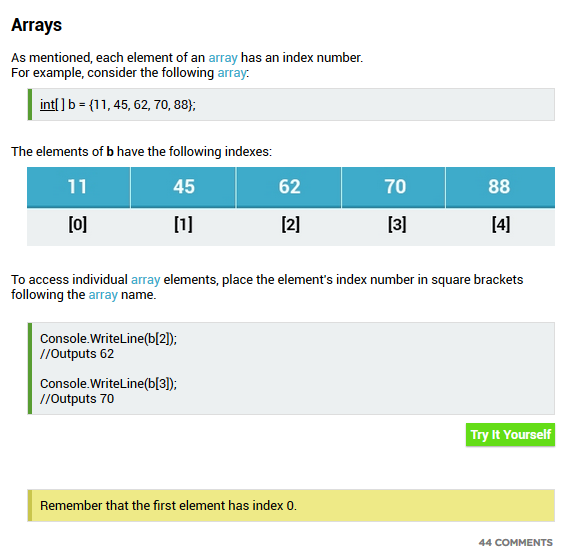 Arrays
As mentioned, each element of an array has an index number.
For example, consider the following array:
int[ ] b = {11, 45, 62, 70, 88};
The elements of b have the following indexes:
11 45 62 70 88
[0] [1] [2] [3] [4]
To access individual array elements, place the element's index number in square brackets
following the array name.
Console.WriteLine(b[2]);
//Outputs 62
Console.WriteLine(b[3]);
//Outputs 70
Try It Yourself
Remember that the first element has index 0.
44 COMMENTS